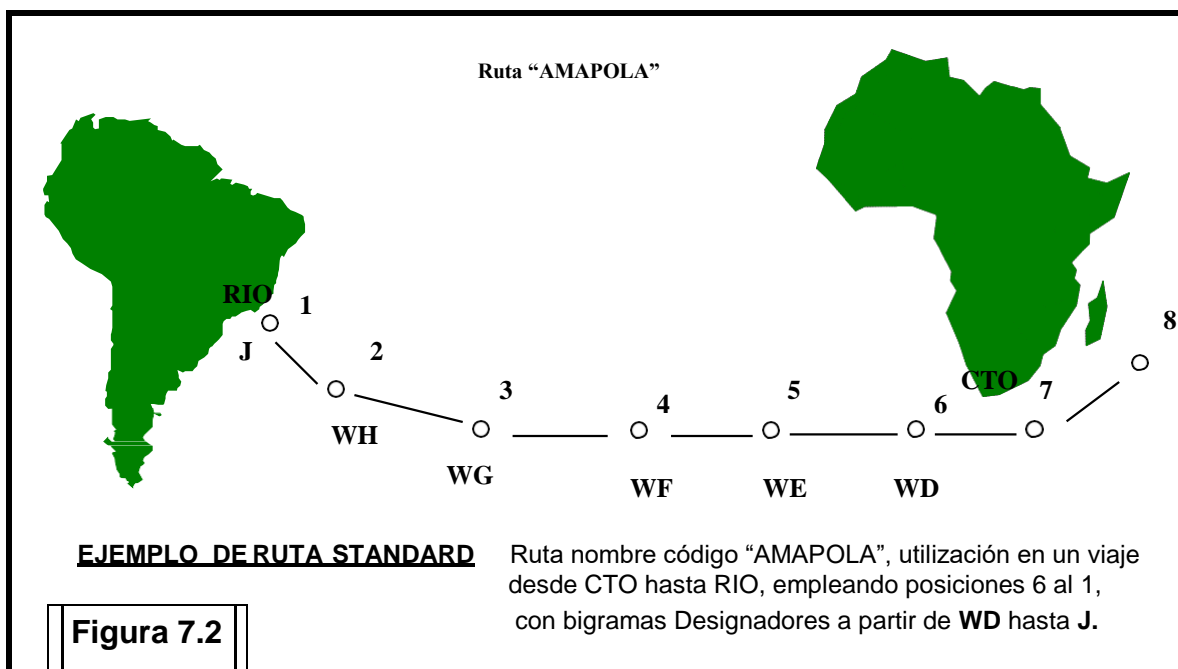 Ruta “AMAPOLA”
RIO 1
8
J
2
CTO
3 4 5 6 7
WH
WG WF WE WD
EJEMPLO DE RUTA STANDARD
Ruta nombre código “AMAPOLA”, utilización en un viaje
desde CTO hasta RIO, empleando posiciones 6 al 1,
con bigramas Designadores a partir de WD hasta J.
Figura 7.2